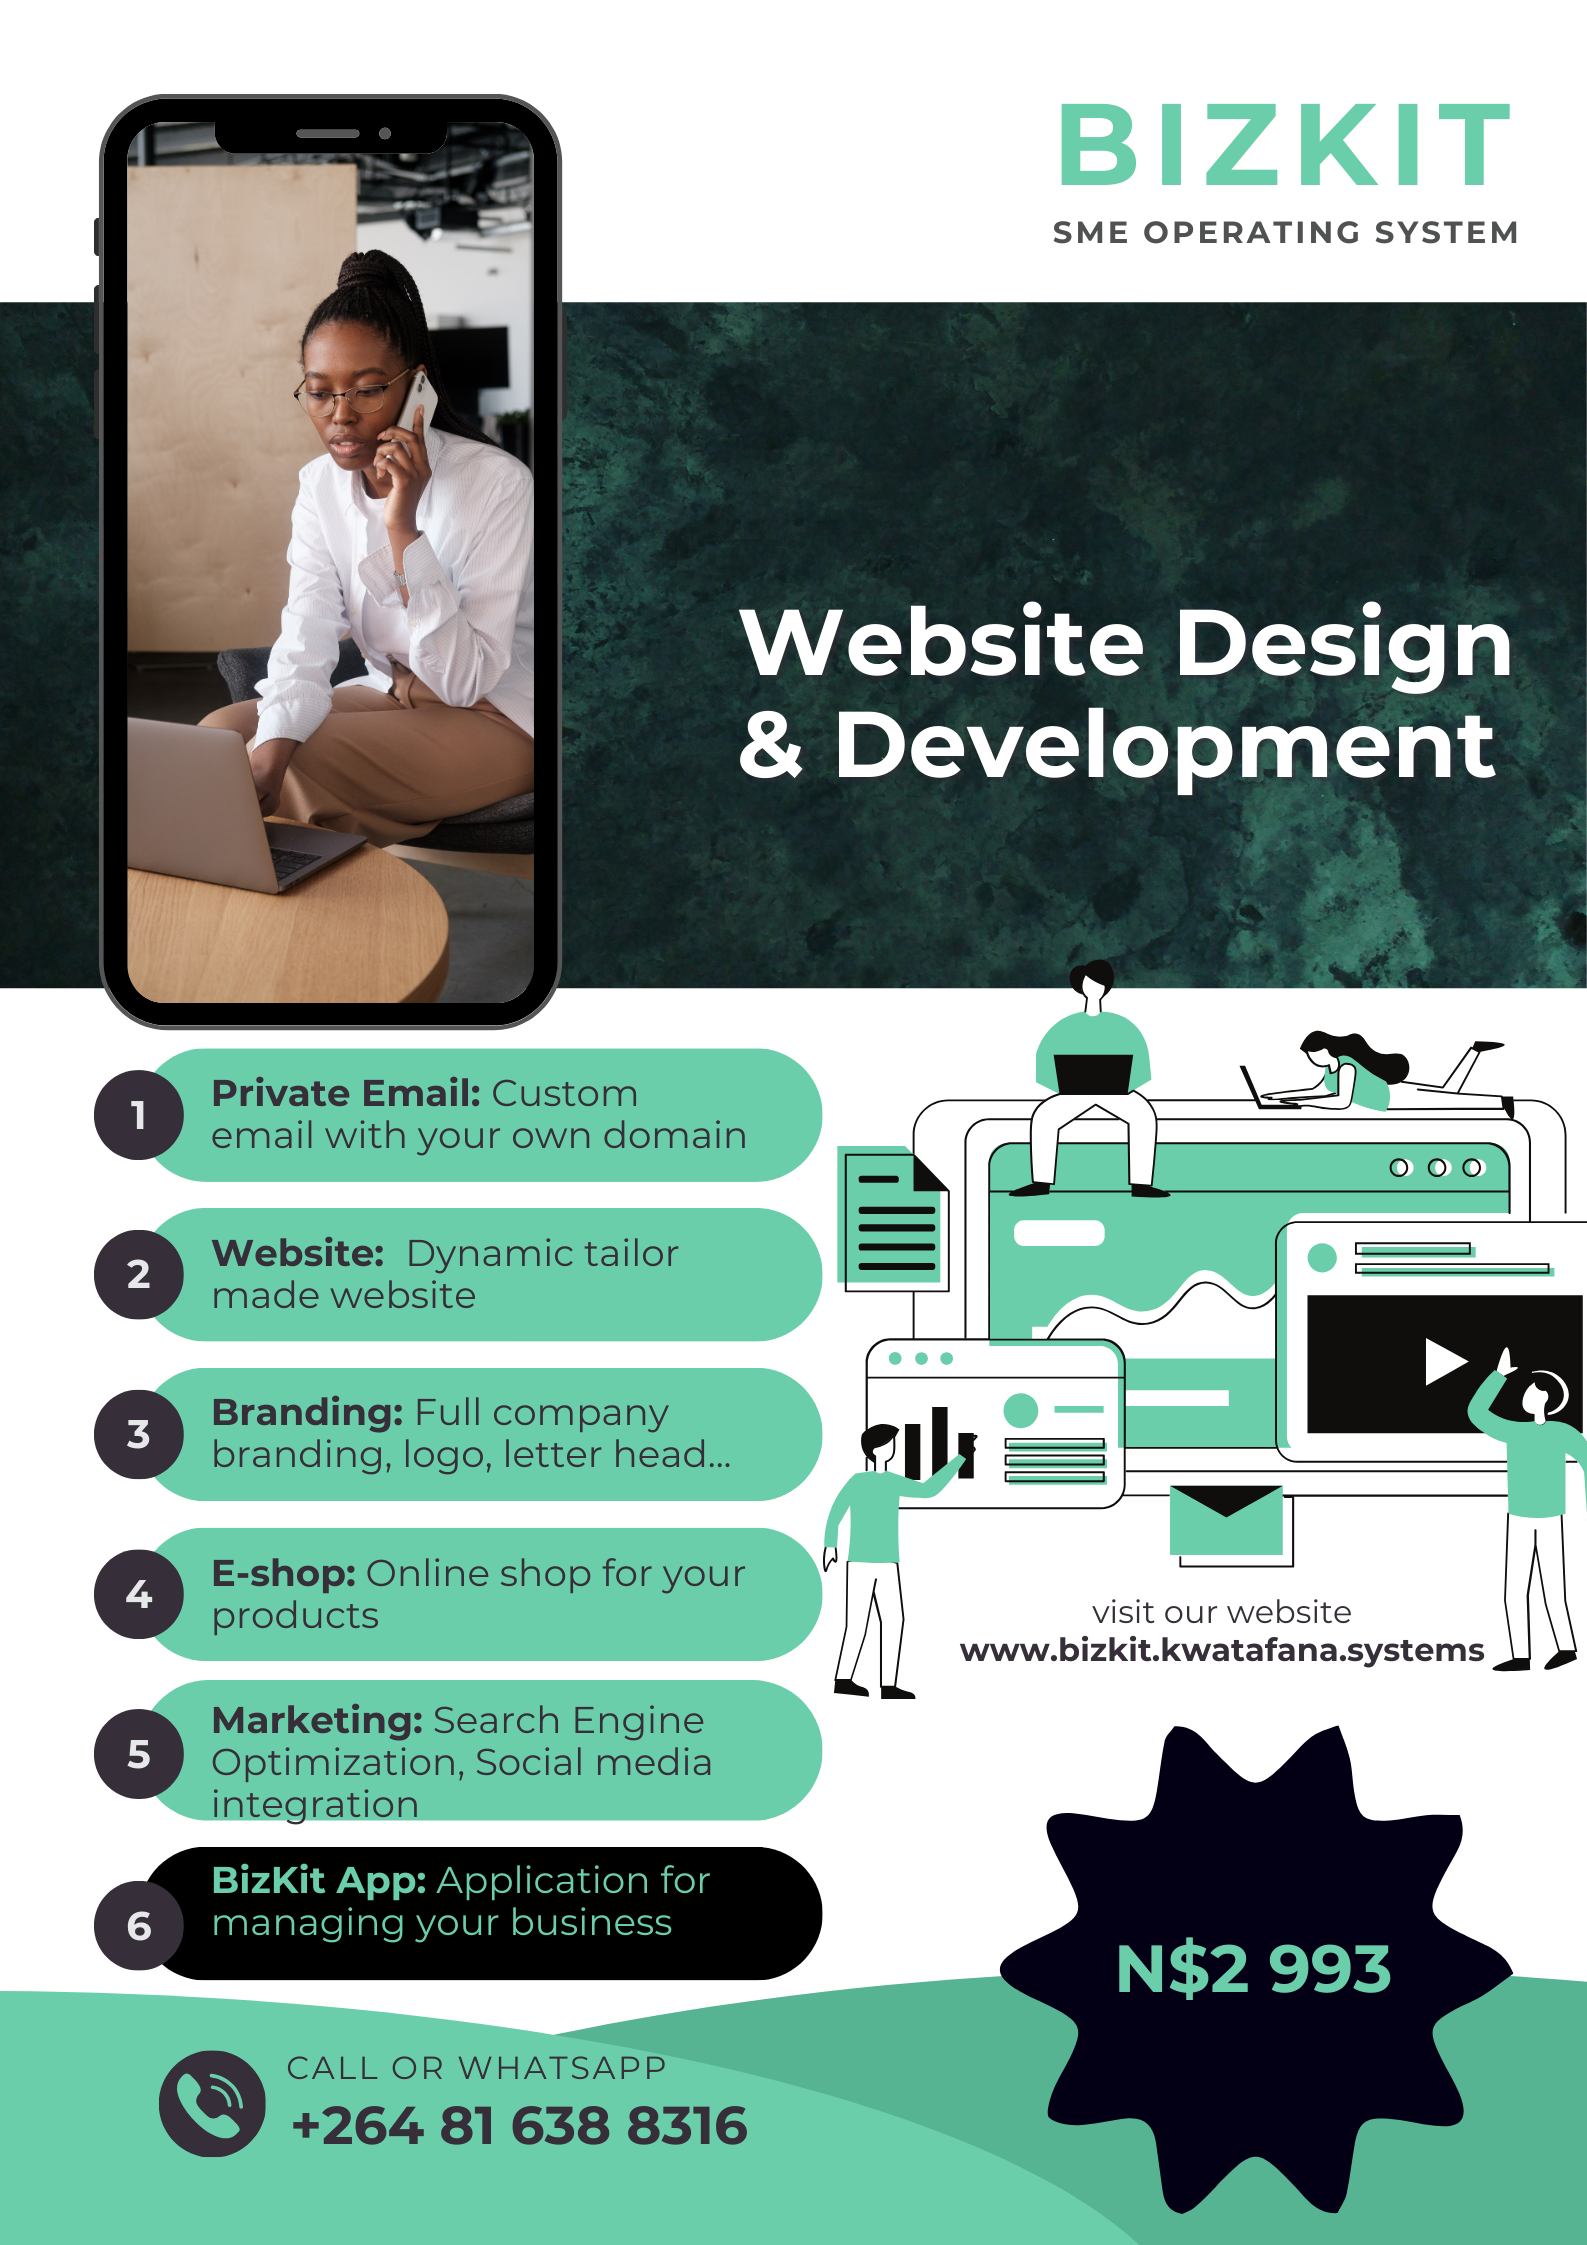 BIZKIT
SME OPERATING SYSTEM
Website Design
& Development
1
Private Email: Custom
email with your own domain
2
Website: Dynamic tailor
made website
3
Branding: Full company
branding, logo, letter head...
4
E-shop: Online shop for your
products
5
Marketing: Search Engine
Optimization, Social media
integration
6
BizKit App: Application for
managing your business
visit our website
www.bizkit.kwatafana.systems
N$2 993
CALL OR WHATSAPP
+264 81 638 8316